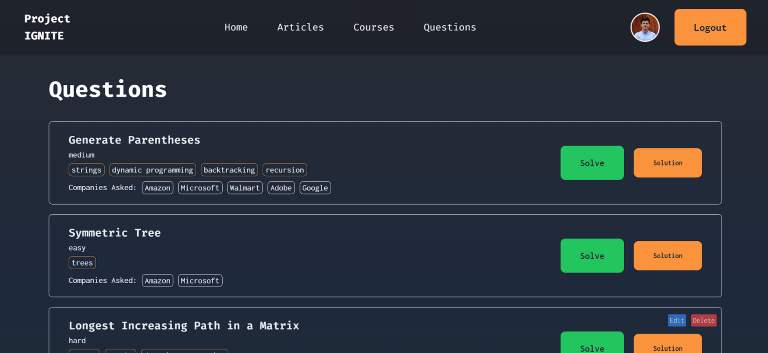 Project
IGNITE
Home Articles Courses Questions
Logout
Questions
Generate Parentheses
medium
strings dynamic programming backtracking recursion
Companies Asked: Amazon Microsoft Walmart Adobe Google
Solve Solution
Symmetric Tree
easy
trees
Companies Asked: Amazon Microsoft
Solve Solution
Edit Delete
Longest Increasing Path in a Matrix
hard
Solve Solution